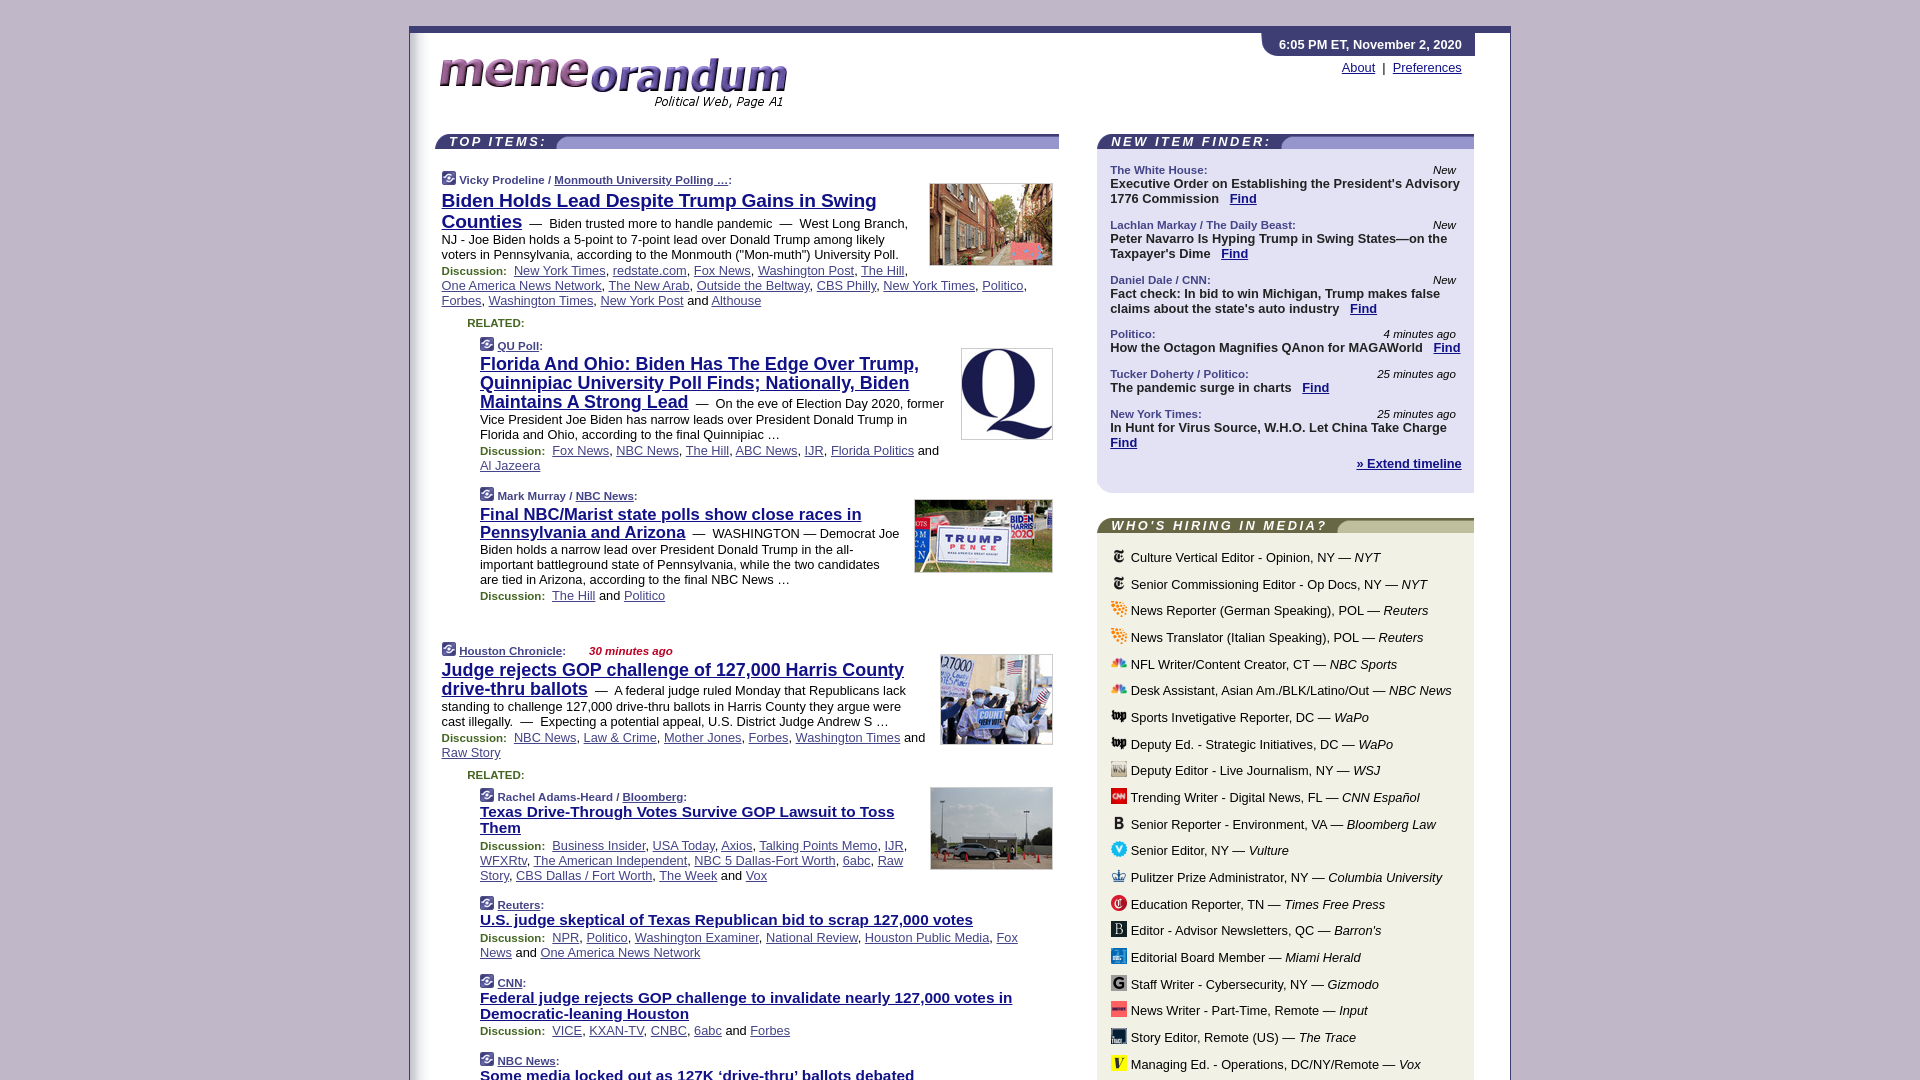 6:05 PM ET, November 2, 2020
About | Preferences
memeorandum
Political Web, Page A1
TOP ITEMS:
Vicky Prodeline / Monmouth University Polling …:
Biden Holds Lead Despite Trump Gains in Swing
Counties — Biden trusted more to handle pandemic — West Long Branch,
NJ - Joe Biden holds a 5-point to 7-point lead over Donald Trump among likely
voters in Pennsylvania, according to the Monmouth ("Mon-muth") University Poll.
Discussion: New York Times, redstate.com, Fox News, Washington Post, The Hill,
One America News Network, The New Arab, Outside the Beltway, CBS Philly, New York Times, Politico,
Forbes, Washington Times, New York Post and Althouse
RELATED:
QU Poll:
Florida And Ohio: Biden Has The Edge Over Trump,
Quinnipiac University Poll Finds; Nationally, Biden
Maintains A Strong Lead — On the eve of Election Day 2020, former
Vice President Joe Biden has narrow leads over President Donald Trump in
Florida and Ohio, according to the final Quinnipiac …
Discussion: Fox News, NBC News, The Hill, ABC News, IJR, Florida Politics and
Al Jazeera
Q
Mark Murray / NBC News:
Final NBC/Marist state polls show close races in
Pennsylvania and Arizona — WASHINGTON — Democrat Joe
Biden holds a narrow lead over President Donald Trump in the all-
important battleground state of Pennsylvania, while the two candidates
are tied in Arizona, according to the final NBC News …
Discussion: The Hill and Politico
BIDEN
HARRIS
2020
TRUMP
PENCE
Houston Chronicle: 30 minutes ago
Judge rejects GOP challenge of 127,000 Harris County
drive-thru ballots — A federal judge ruled Monday that Republicans lack
standing to challenge 127,000 drive-thru ballots in Harris County they argue were
cast illegally. — Expecting a potential appeal, U.S. District Judge Andrew S …
Discussion: NBC News, Law & Crime, Mother Jones, Forbes, Washington Times and
Raw Story
127000
COUNT
EVERY VOTE
RELATED:
Rachel Adams-Heard / Bloomberg:
Texas Drive-Through Votes Survive GOP Lawsuit to Toss
Them
Discussion: Business Insider, USA Today, Axios, Talking Points Memo, IJR,
WFXRtv, The American Independent, NBC 5 Dallas-Fort Worth, 6abc, Raw
Story, CBS Dallas / Fort Worth, The Week and Vox
Reuters:
U.S. judge skeptical of Texas Republican bid to scrap 127,000 votes
Discussion: NPR, Politico, Washington Examiner, National Review, Houston Public Media, Fox
News and One America News Network
CNN:
Federal judge rejects GOP challenge to invalidate nearly 127,000 votes in
Democratic-leaning Houston
Discussion: VICE, KXAN-TV, CNBC, 6abc and Forbes
NBC News:
Some media locked out as 127K ‘drive-thru’ ballots debated
NEW ITEM FINDER:
The White House: New
Executive Order on Establishing the President's Advisory
1776 Commission Find
Lachlan Markay / The Daily Beast: New
Peter Navarro Is Hyping Trump in Swing States—on the
Taxpayer's Dime Find
Daniel Dale / CNN: New
Fact check: In bid to win Michigan, Trump makes false
claims about the state's auto industry Find
Politico: 4 minutes ago
How the Octagon Magnifies QAnon for MAGAWorld Find
Tucker Doherty / Politico: 25 minutes ago
The pandemic surge in charts Find
New York Times: 25 minutes ago
In Hunt for Virus Source, W.H.O. Let China Take Charge
Find
» Extend timeline
WHO'S HIRING IN MEDIA?
Culture Vertical Editor - Opinion, NY — NYT
Senior Commissioning Editor - Op Docs, NY — NYT
News Reporter (German Speaking), POL — Reuters
News Translator (Italian Speaking), POL — Reuters
NFL Writer/Content Creator, CT — NBC Sports
Desk Assistant, Asian Am./BLK/Latino/Out — NBC News
wp Sports Invetigative Reporter, DC — WaPo
wp Deputy Ed. - Strategic Initiatives, DC — WaPo
Deputy Editor - Live Journalism, NY — WSJ
CNN Trending Writer - Digital News, FL — CNN Español
B Senior Reporter - Environment, VA — Bloomberg Law
V Senior Editor, NY — Vulture
Pulitzer Prize Administrator, NY — Columbia University
Education Reporter, TN — Times Free Press
B Editor - Advisor Newsletters, QC — Barron's
Editorial Board Member — Miami Herald
G Staff Writer - Cybersecurity, NY — Gizmodo
News Writer - Part-Time, Remote — Input
Story Editor, Remote (US) — The Trace
V Managing Ed. - Operations, DC/NY/Remote — Vox